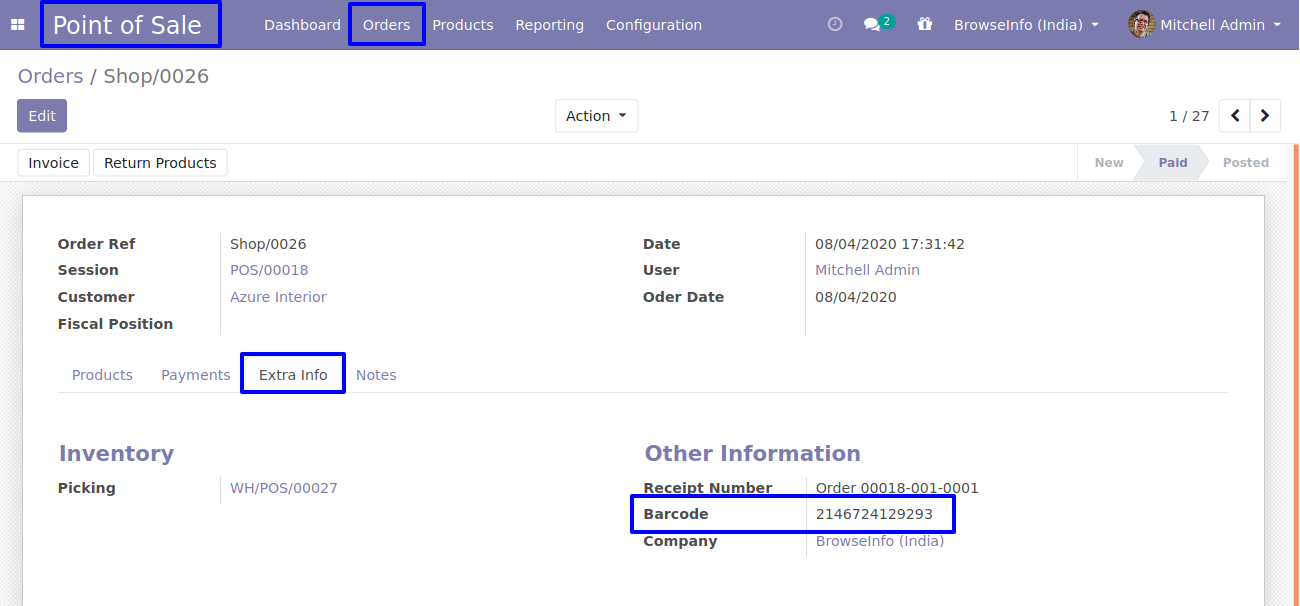 Point of Sale Dashboard Orders Products Reporting Configuration 2 BrowseInfo (India) Mitchell Admin
Orders / Shop/0026
Edit Action 1 / 27
Invoice Return Products New Paid Posted
Order Ref Shop/0026 Date 08/04/2020 17:31:42
Session POS/00018 User Mitchell Admin
Customer Azure Interior Oder Date 08/04/2020
Fiscal Position
Products Payments Extra Info Notes
Inventory Other Information
Picking WH/POS/00027 Receipt Number Order 00018-001-0001
Barcode 2146724129293
Company BrowseInfo (India)